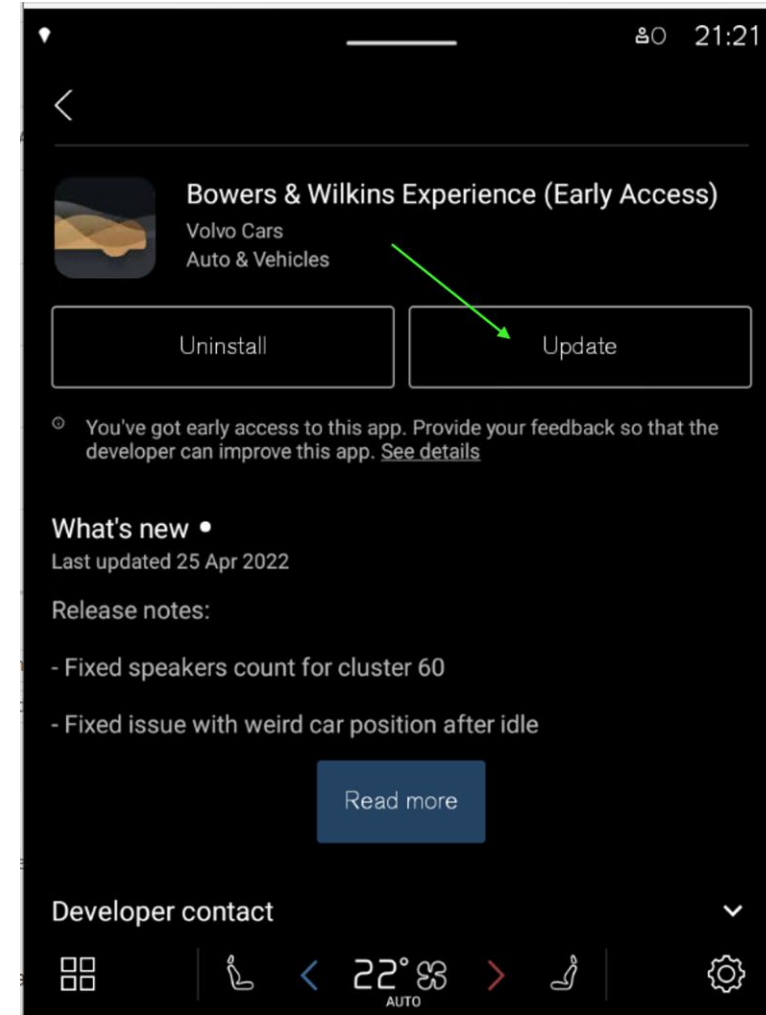 21:21
Bowers & Wilkins Experience (Early Access)
Volvo Cars
Auto & Vehicles
Uninstall
Update
You've got early access to this app. Provide your feedback so that the
developer can improve this app. See details
What's new •
Last updated 25 Apr 2022
Release notes:
- Fixed speakers count for cluster 60
- Fixed issue with weird car position after idle
Read more
Developer contact
22°
AUTO